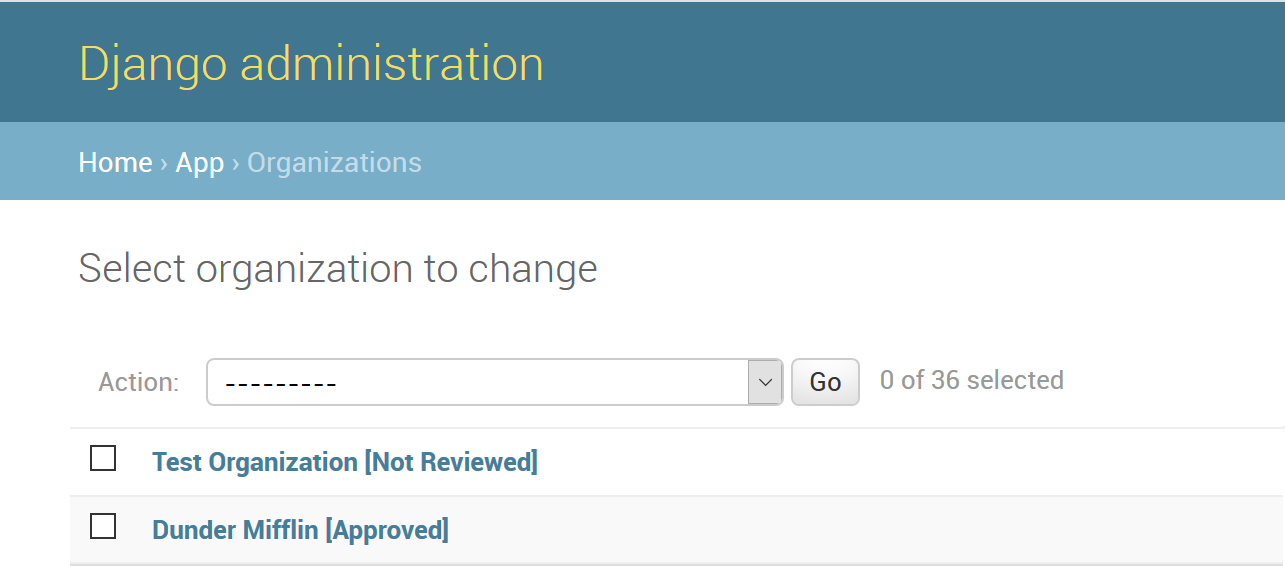 Django administration
Home › App › Organizations
Select organization to change
Action: --------- Go 0 of 36 selected
Test Organization [Not Reviewed]
Dunder Mifflin [Approved]